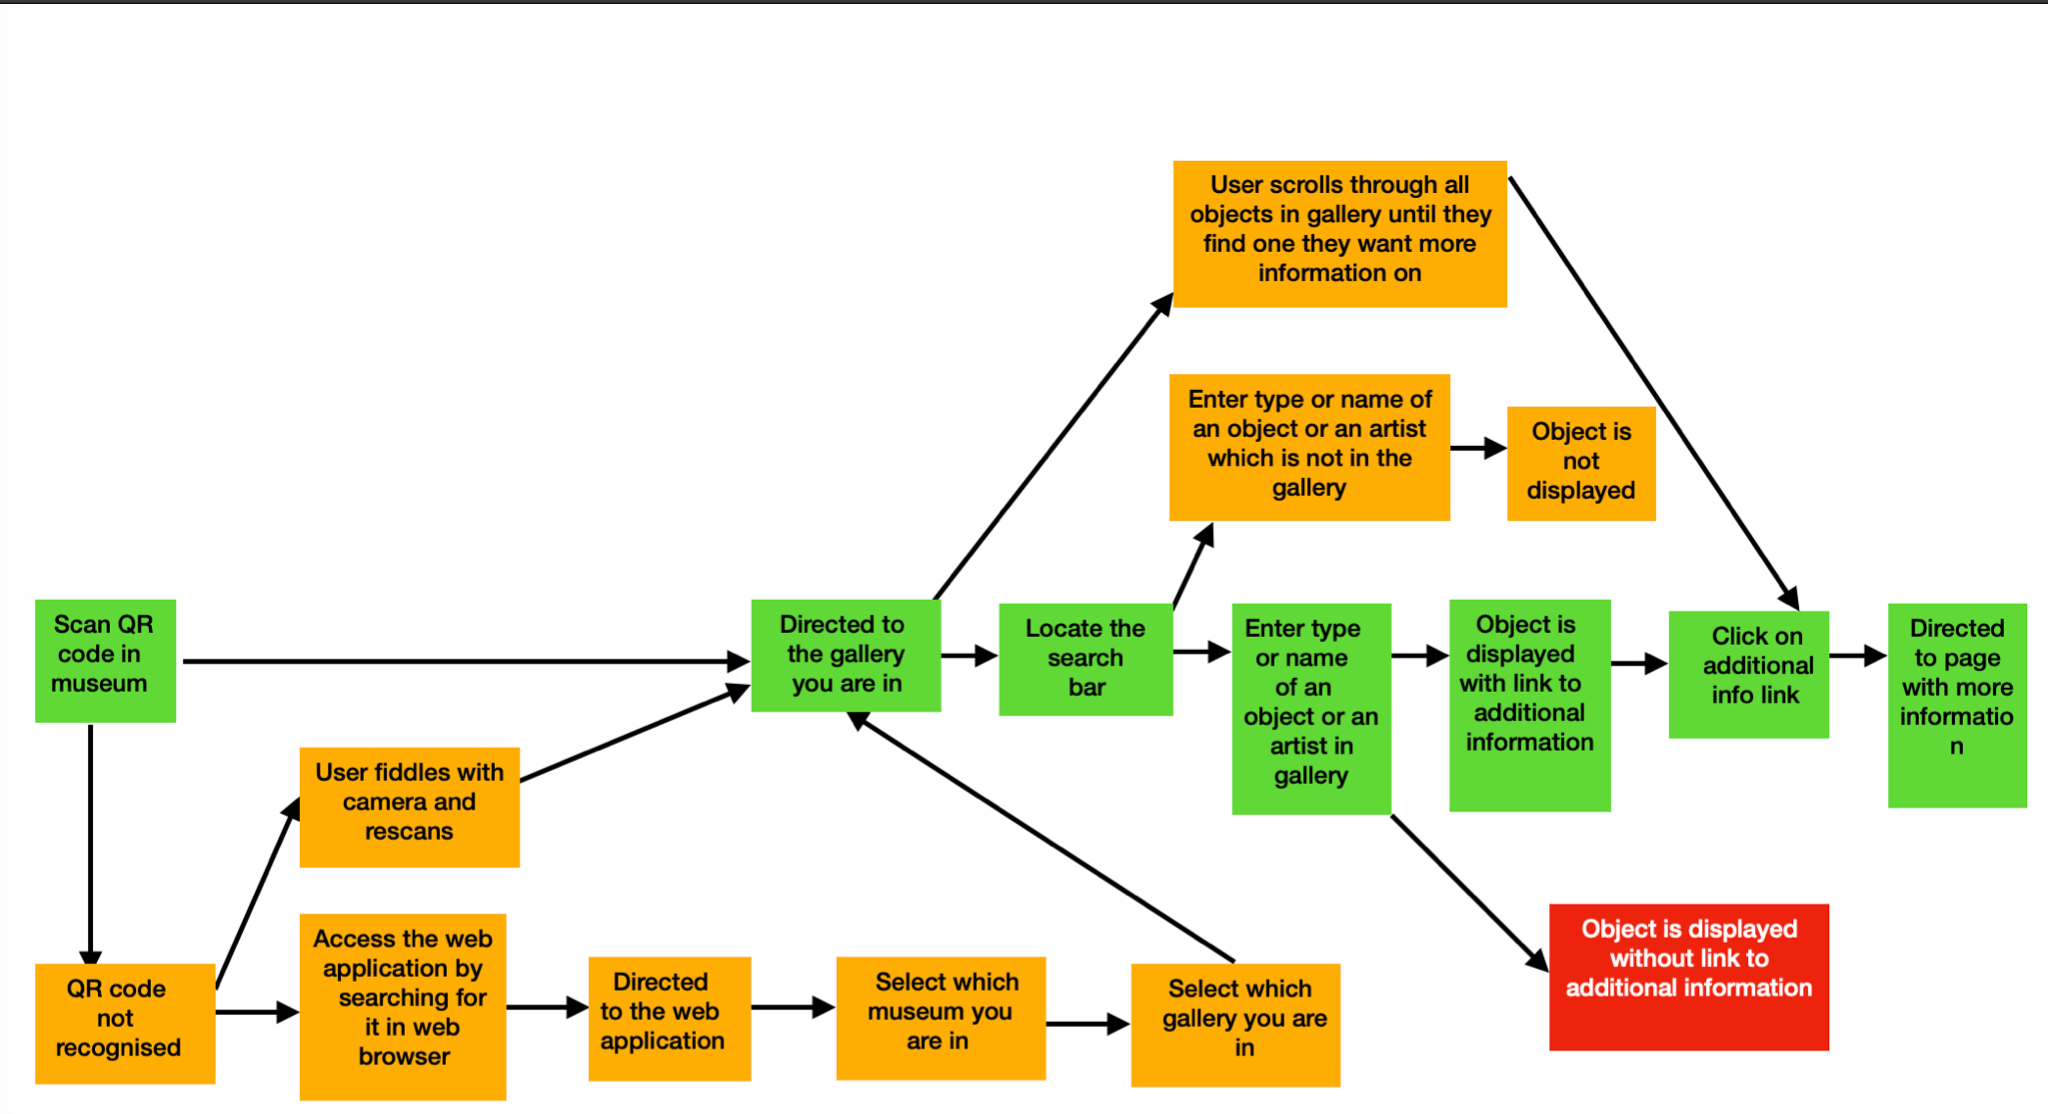 User scrolls through all
objects in gallery until they
find one they want more
information on
Enter type or name of
an object or an artist
which is not in the
gallery
Object is
not
displayed
Scan QR
code in
museum
Directed to
the gallery
you are in
Locate the
search
bar
Enter type
or name
of an
object or an
artist in
gallery
Object is
displayed
with link to
additional
information
Click on
additional
info link
Directed
to page
with more
informatio
n
User fiddles with
camera and
rescans
QR code
not
recognised
Access the web
application by
searching for
it in web
browser
Directed
to the web
application
Select which
museum you
are in
Select which
gallery you are
in
Object is displayed
without link to
additional information